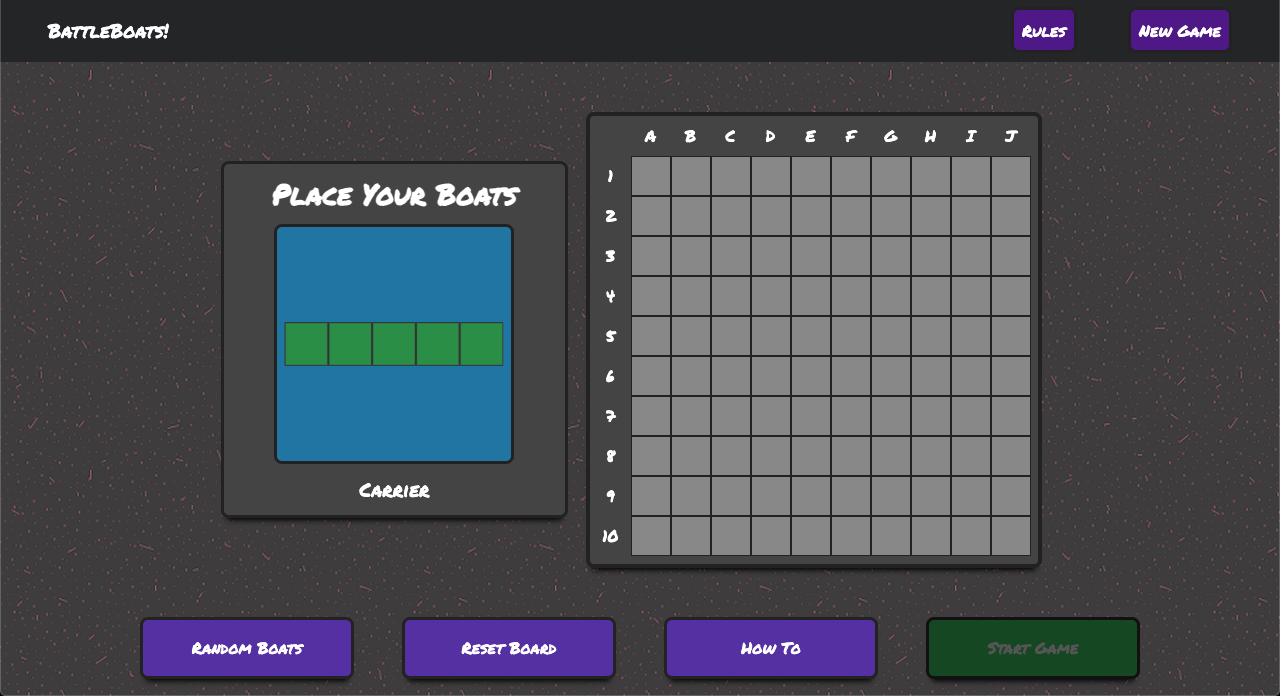 BattleBoats!
Rules
New Game
Place Your Boats
Carrier
A B C D E F G H I J
1
2
3
4
5
6
7
8
9
10
Random Boats
Reset Board
How To
Start Game